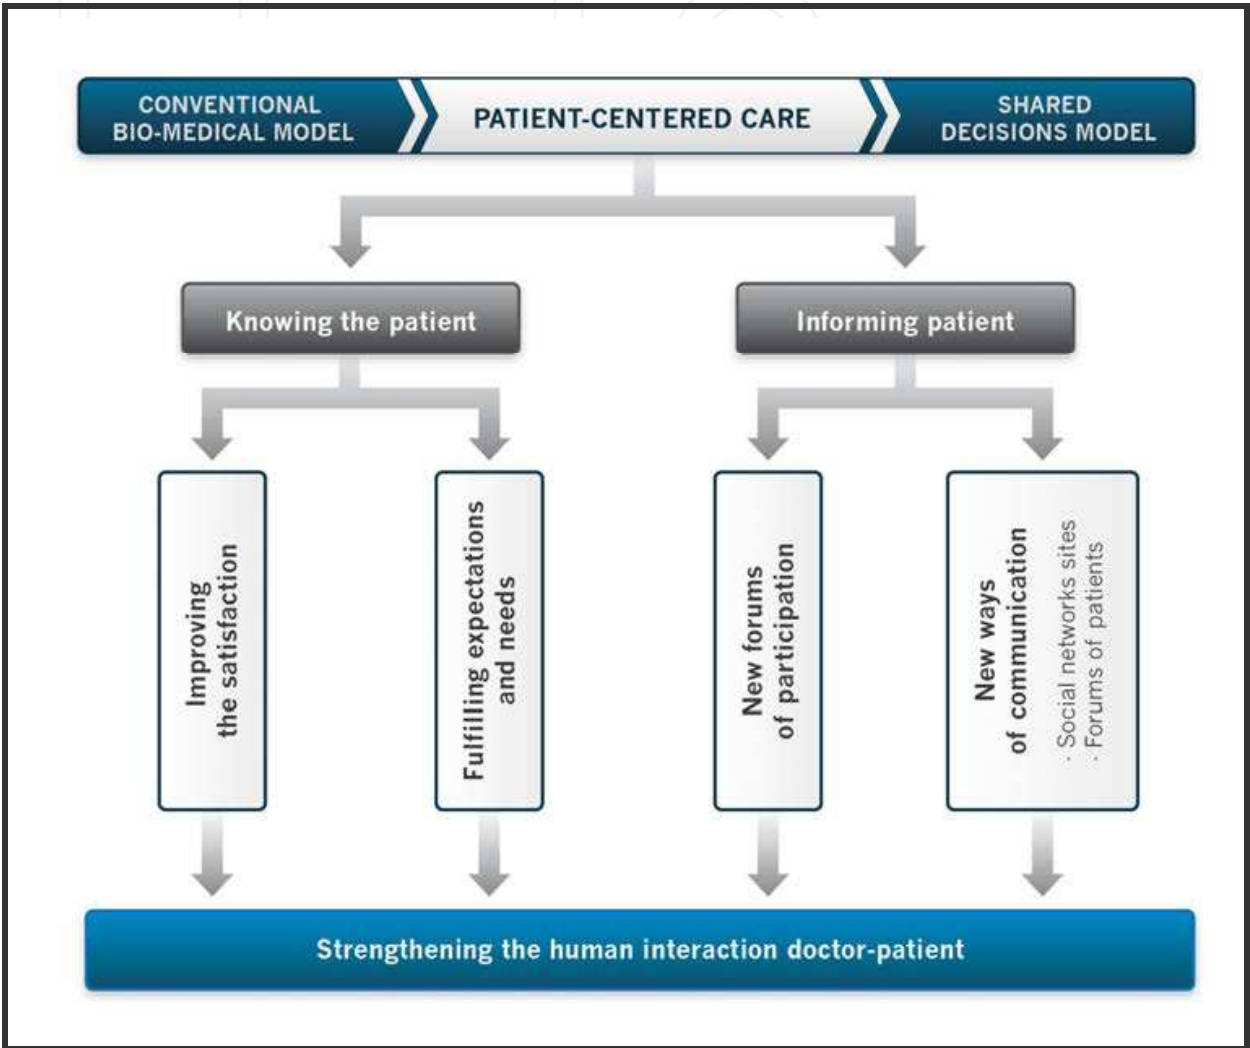 CONVENTIONAL
BIO-MEDICAL MODEL
PATIENT-CENTERED CARE
SHARED
DECISIONS MODEL
Knowing the patient
Informing patient
Improving
the satisfaction
Fulfilling expectations
and needs
New forums
of participation
New ways
of communication
· Social networks sites
· Forums of patients
Strengthening the human interaction doctor-patient